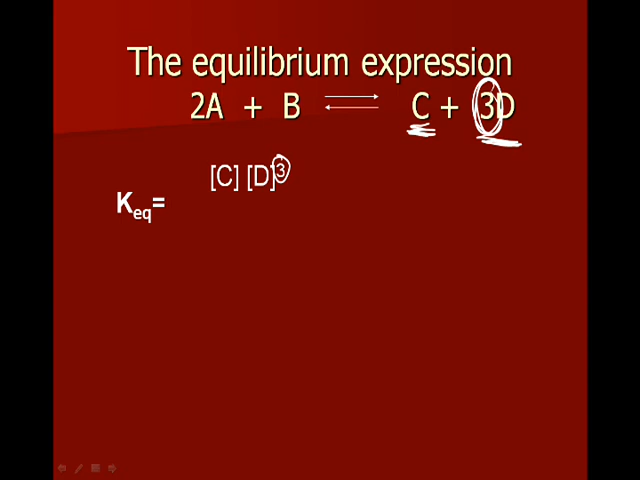 The equilibrium expression
2A + B ⇄ C + 3D
[C] [D]³
Keq=